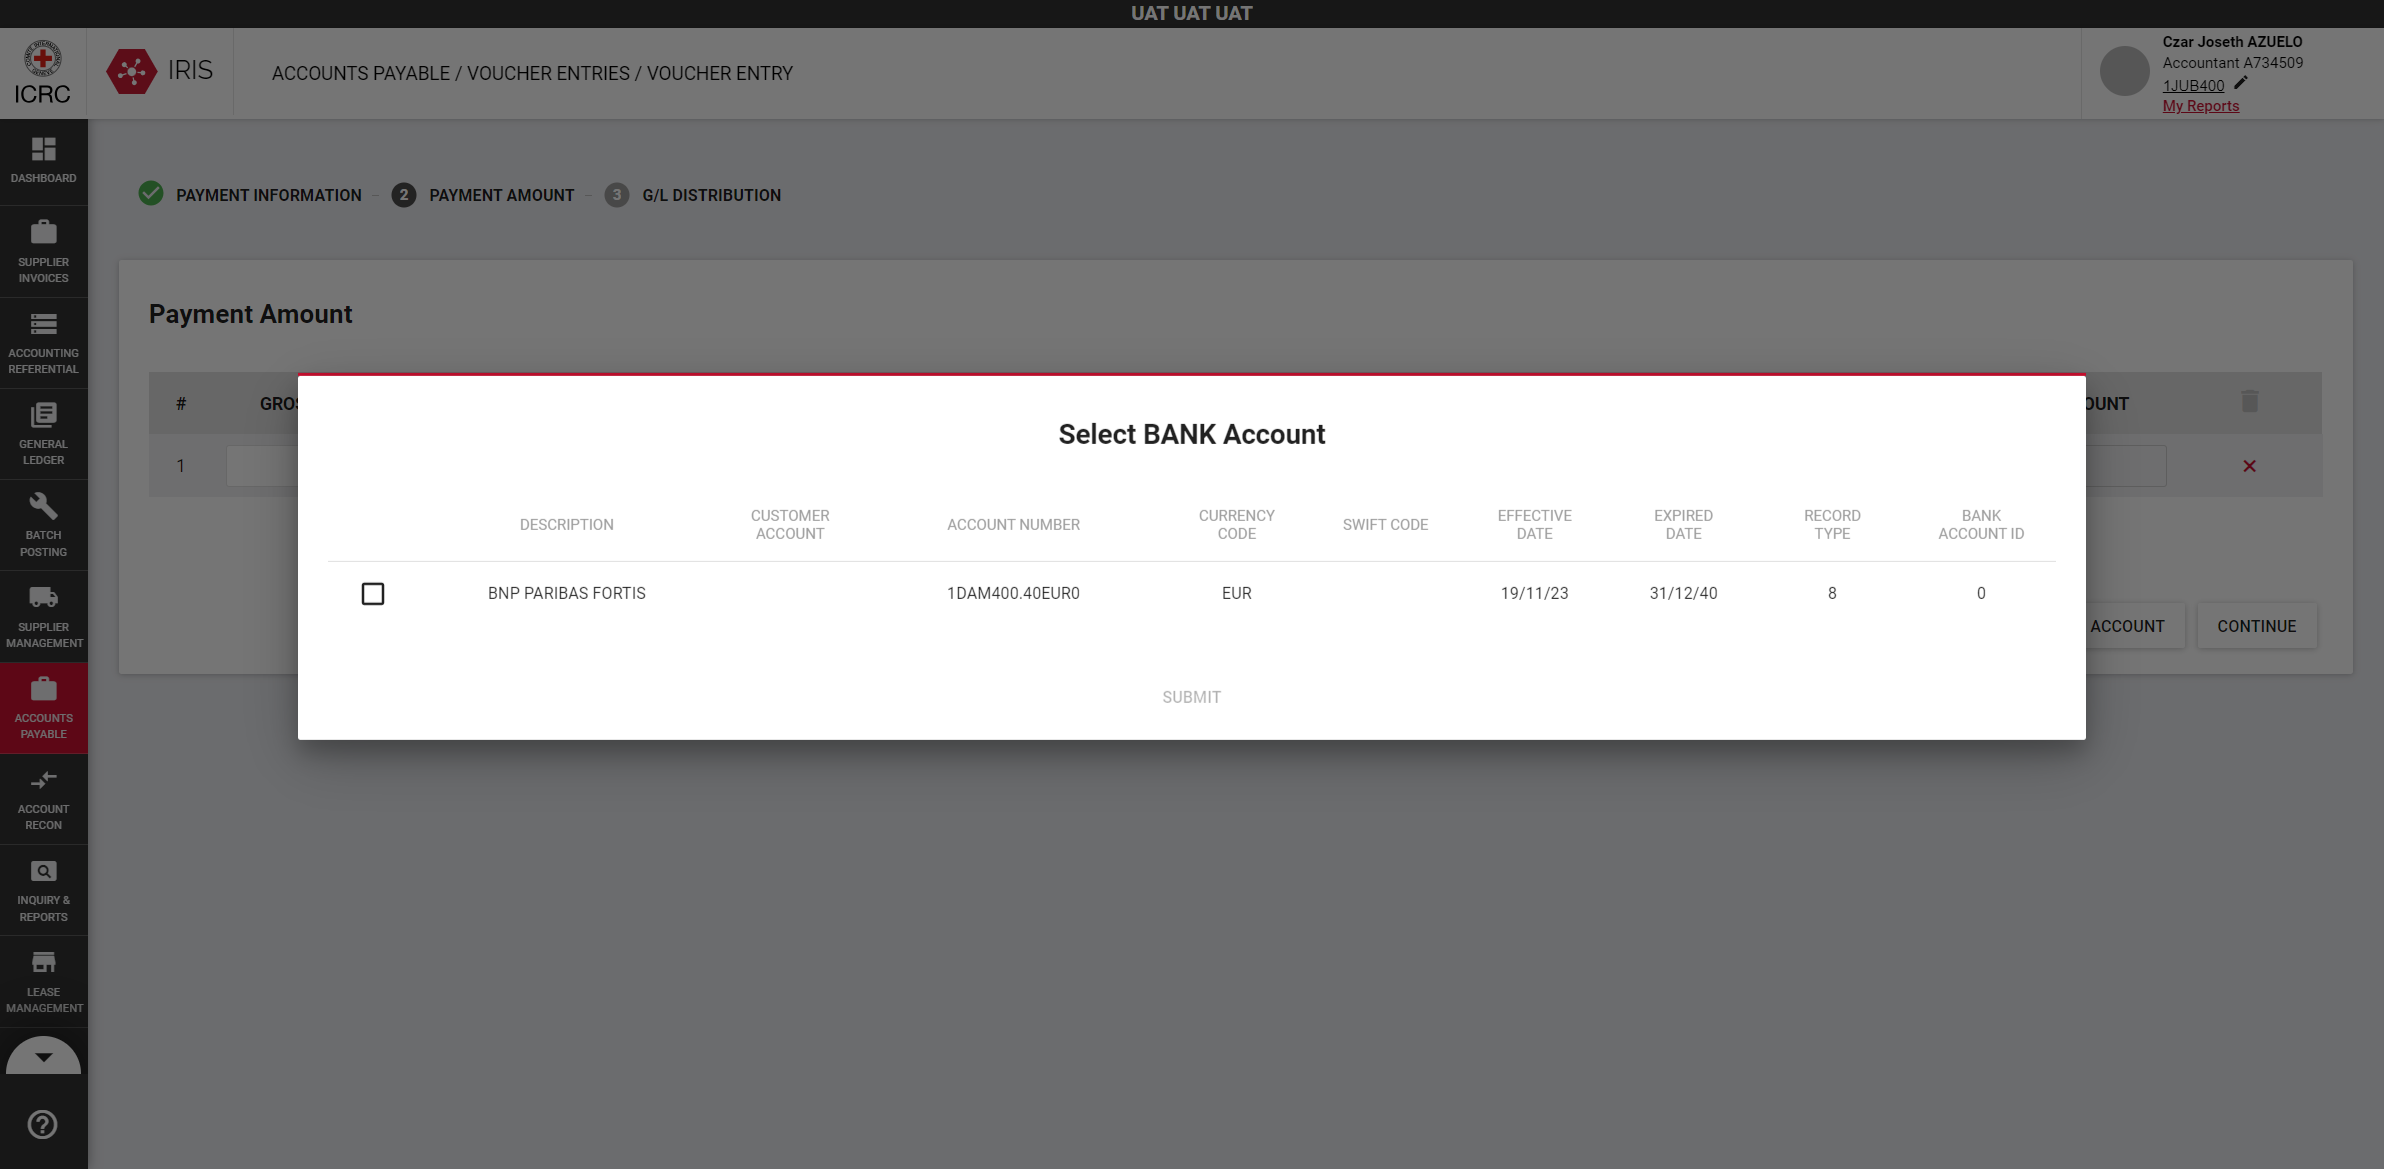 UAT UAT UAT
ICRC
IRIS
ACCOUNTS PAYABLE / VOUCHER ENTRIES / VOUCHER ENTRY
Czar Joseth AZUELO
Accountant A734509
1JUB400
My Reports
DASHBOARD
SUPPLIER
INVOICES
ACCOUNTING
REFERENTIAL
GENERAL
LEDGER
BATCH
POSTING
SUPPLIER
MANAGEMENT
ACCOUNTS
PAYABLE
ACCOUNT
RECON
INQUIRY &
REPORTS
LEASE
MANAGEMENT
PAYMENT INFORMATION - 2 PAYMENT AMOUNT - 3 G/L DISTRIBUTION
Payment Amount
# GROS OUNT
1
Select BANK Account
DESCRIPTION CUSTOMER ACCOUNT ACCOUNT NUMBER CURRENCY CODE SWIFT CODE EFFECTIVE DATE EXPIRED DATE RECORD TYPE BANK ACCOUNT ID
BNP PARIBAS FORTIS 1DAM400.40EUR0 EUR 19/11/23 31/12/40 8 0
SUBMIT
ACCOUNT CONTINUE